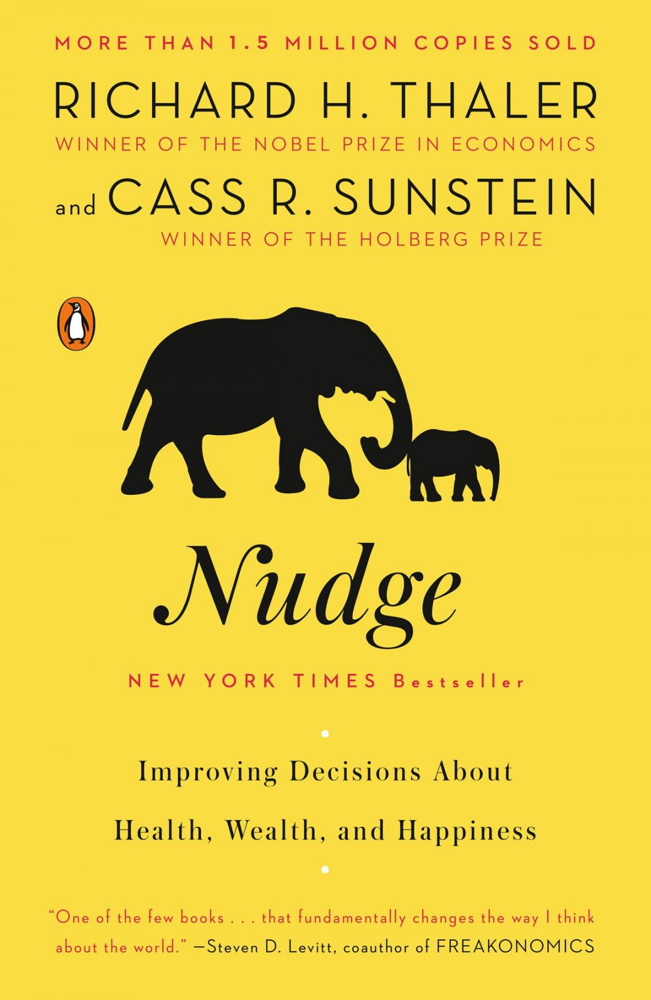 MORE THAN 1.5 MILLION COPIES SOLD
RICHARD H. THALER
WINNER OF THE NOBEL PRIZE IN ECONOMICS
and CASS R. SUNSTEIN
WINNER OF THE HOLBERG PRIZE
Nudge
NEW YORK TIMES Bestseller
Improving Decisions About
Health, Wealth, and Happiness
“One of the few books . . . that fundamentally changes the way I think
about the world.” —Steven D. Levitt, coauthor of FREAKONOMICS